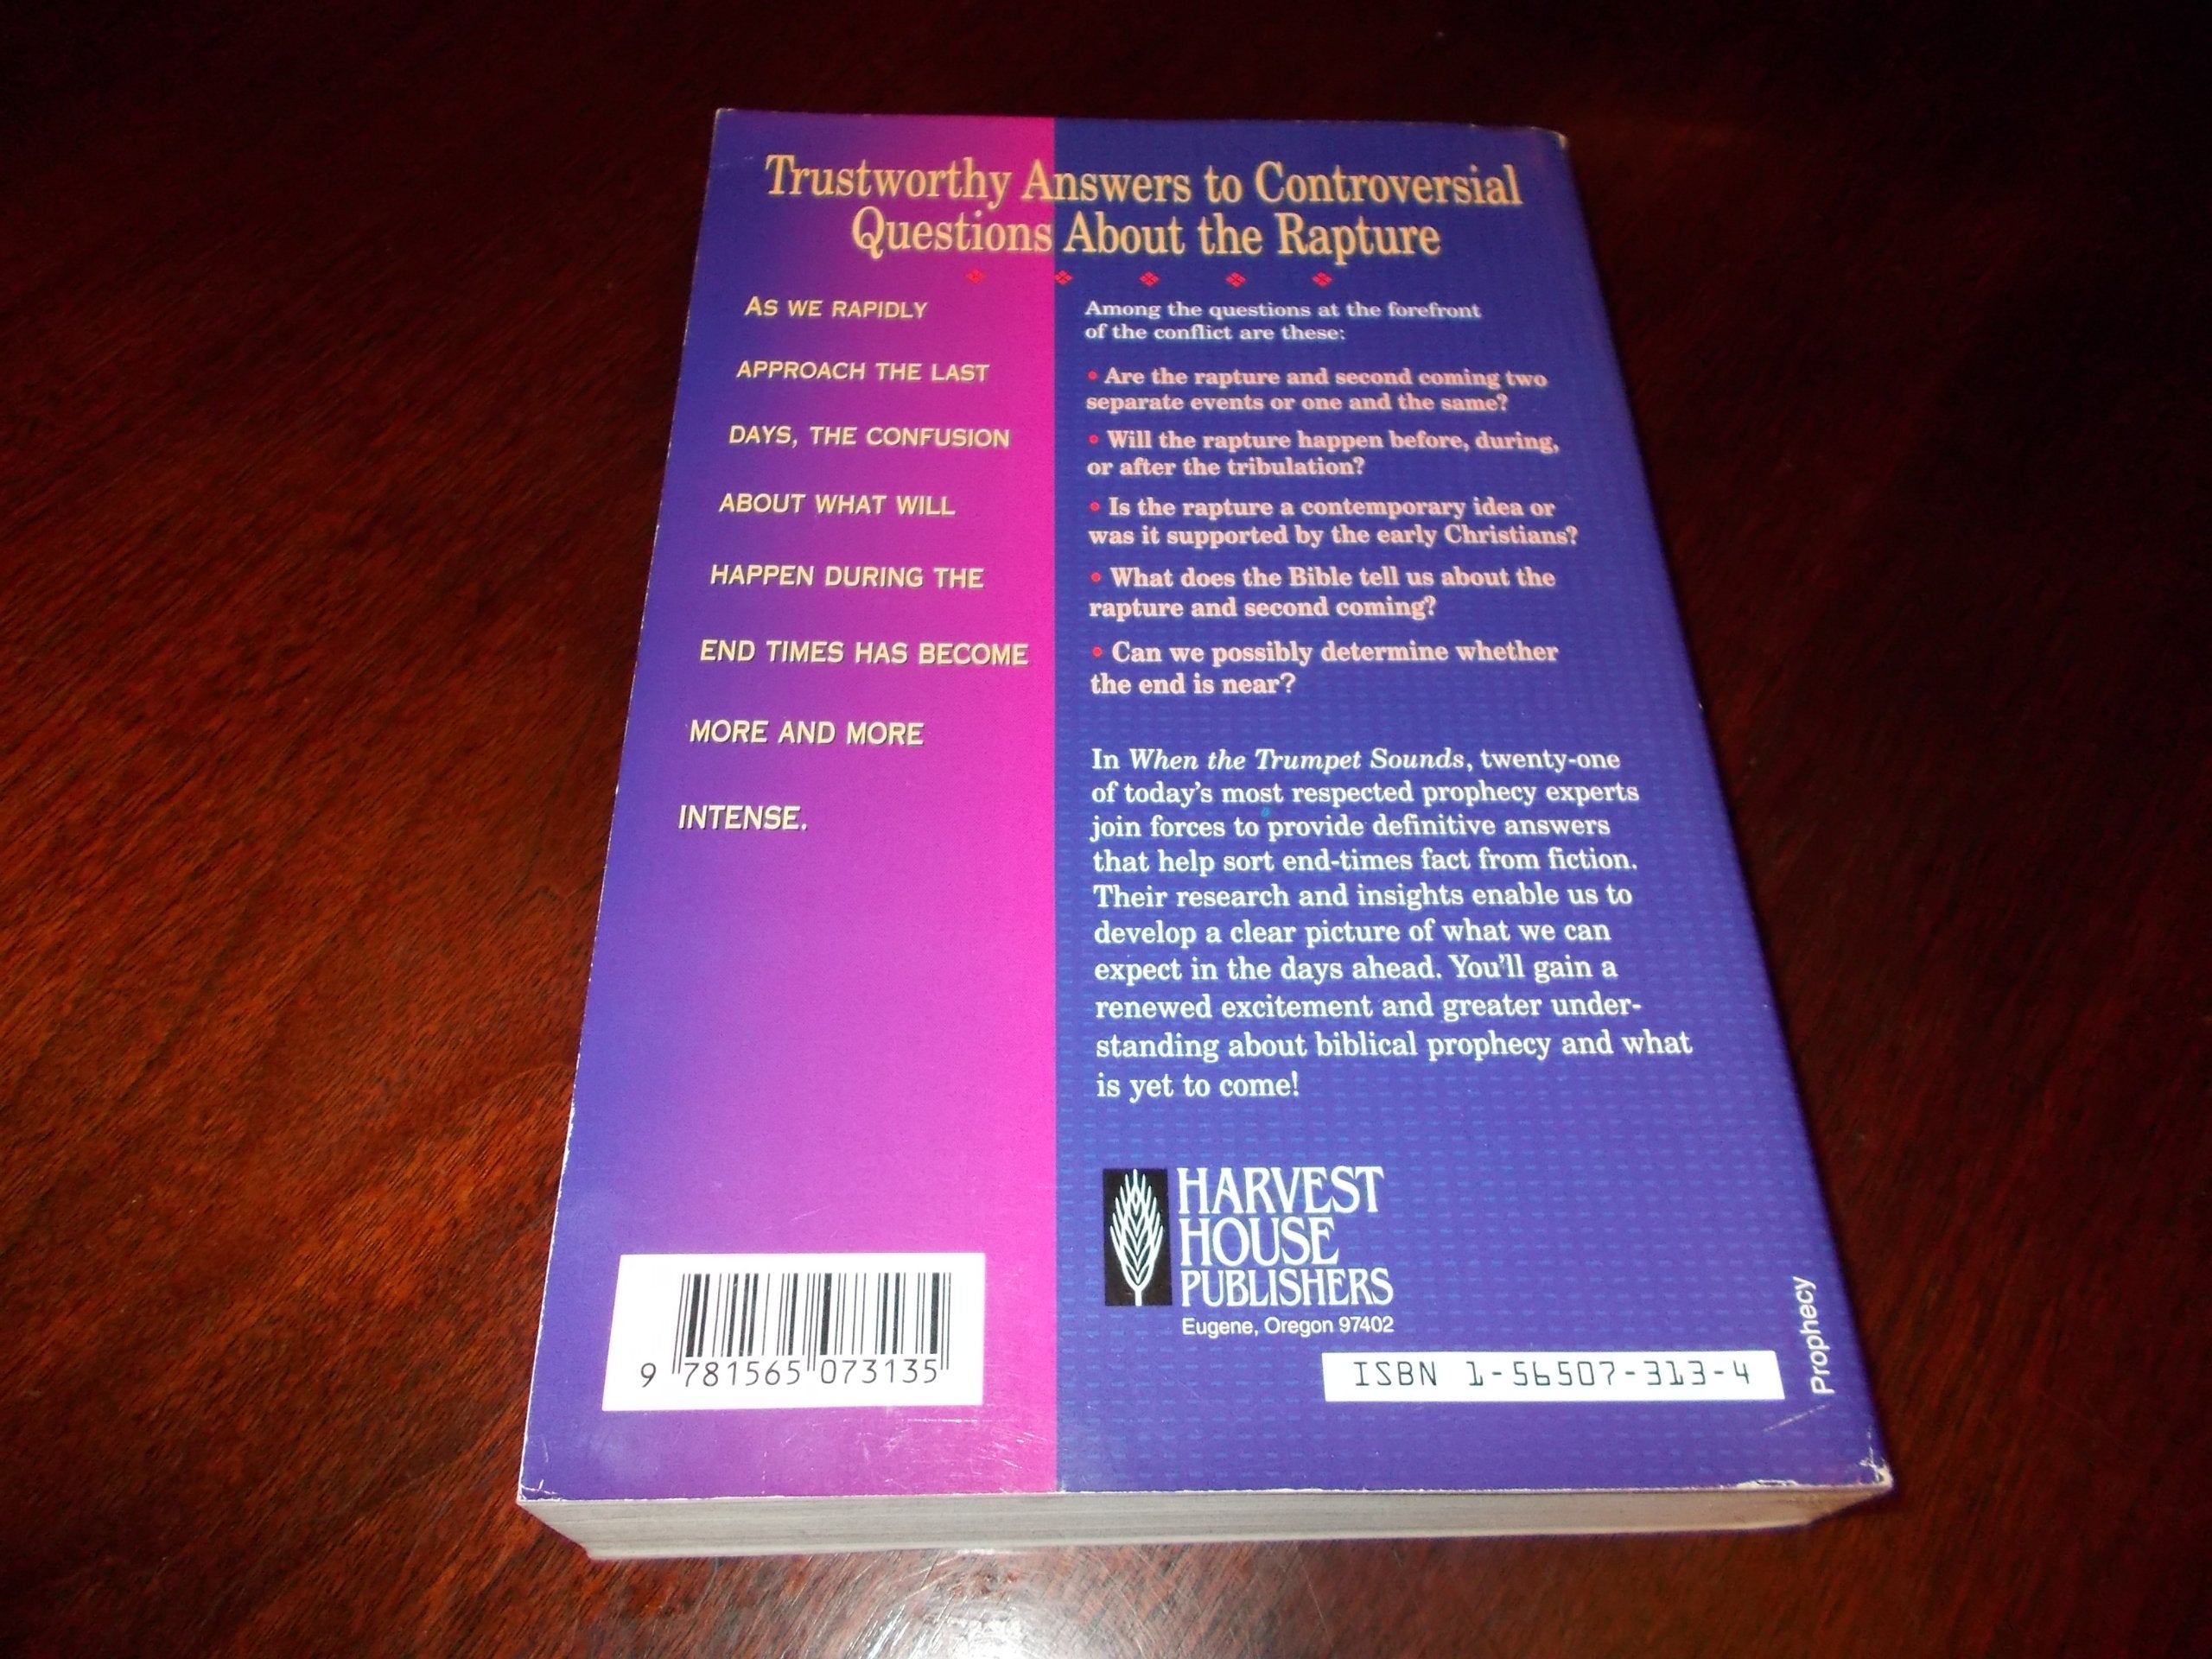 Trustworthy Answers to Controversial
Questions About the Rapture
AS WE RAPIDLY
APPROACH THE LAST
DAYS, THE CONFUSION
ABOUT WHAT WILL
HAPPEN DURING THE
END TIMES HAS BECOME
MORE AND MORE
INTENSE.
Among the questions at the forefront
of the conflict are these:
• Are the rapture and second coming two
separate events or one and the same?
• Will the rapture happen before, during,
or after the tribulation?
• Is the rapture a contemporary idea or
was it supported by the early Christians?
• What does the Bible tell us about the
rapture and second coming?
• Can we possibly determine whether
the end is near?
In When the Trumpet Sounds, twenty-one
of today's most respected prophecy experts
join forces to provide definitive answers
that help sort end-times fact from fiction.
Their research and insights enable us to
develop a clear picture of what we can
expect in the days ahead. You'll gain a
renewed excitement and greater under-
standing about biblical prophecy and what
is yet to come!
HARVEST
HOUSE
PUBLISHERS
Eugene, Oregon 97402
9 781565 073135
ISBN 1-56507-313-4
Prophecy